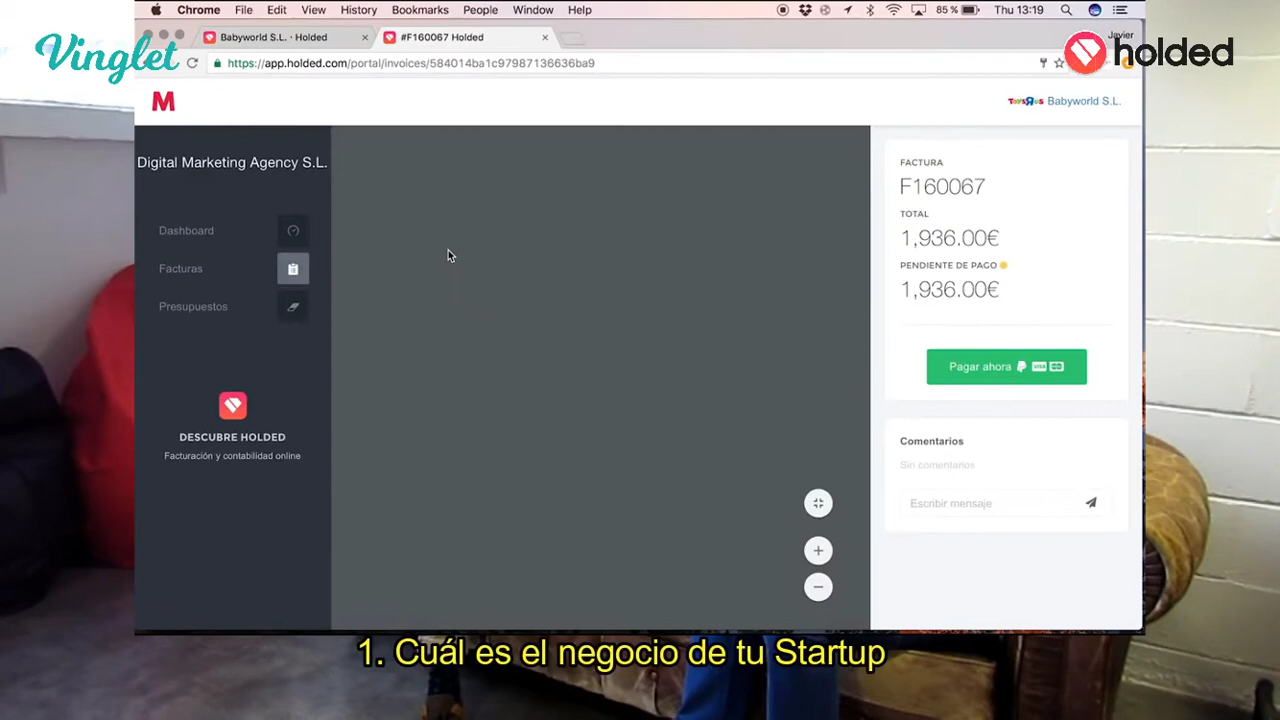 Chrome File Edit View History Bookmarks People Window Help 85 % Thu 13:19
Babyworld S.L. · Holded
#F160067 Holded
Javier
https://app.holded.com/portal/invoices/584014ba1c97987136636ba9
Vinglet
holded
M
ToysRus Babyworld S.L.
Digital Marketing Agency S.L.
Dashboard
Facturas
Presupuestos
DESCUBRE HOLDED
Facturación y contabilidad online
FACTURA
F160067
TOTAL
1,936.00€
PENDIENTE DE PAGO
1,936.00€
Pagar ahora VISA
Comentarios
Sin comentarios
Escribir mensaje
1. Cuál es el negocio de tu Startup